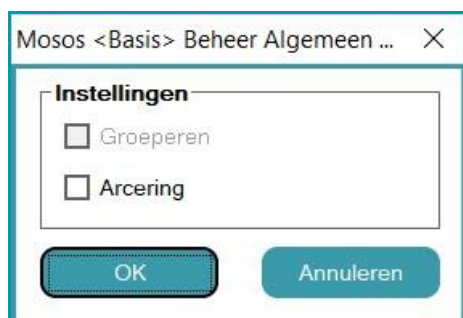 Mosos <Basis> Beheer Algemeen ...
Instellingen
Groeperen
Arcering
OK Annuleren